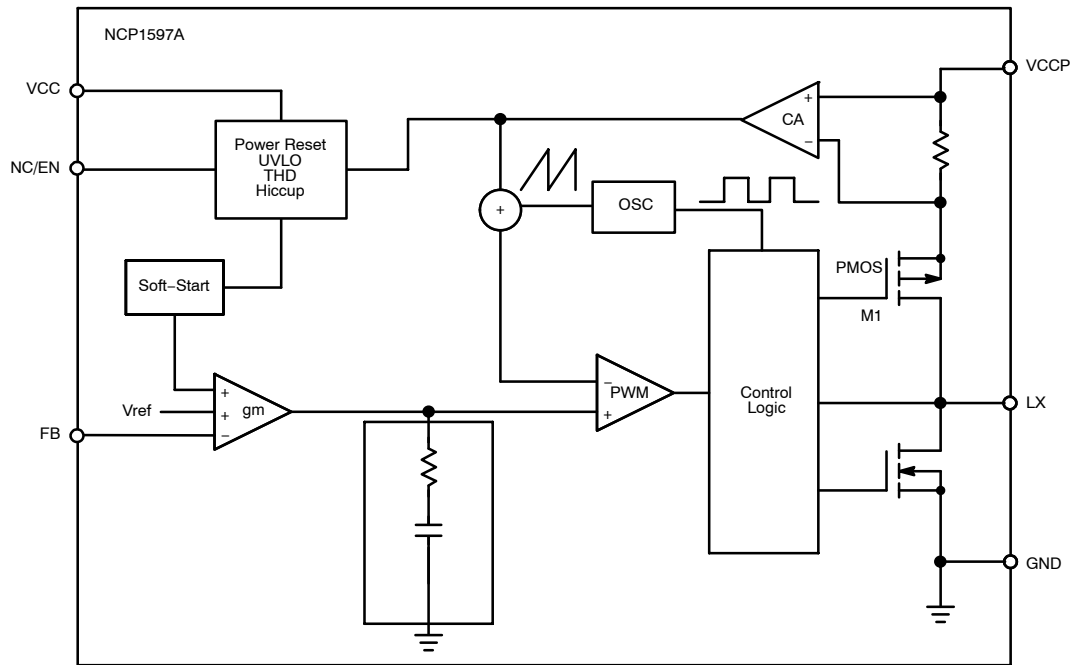 NCP1597A
VCCP
VCC
+
CA
−
Power Reset
UVLO
THD
Hiccup
NC/EN
+
OSC
PMOS
M1
Soft−Start
−
PWM
+
Control
Logic
+
Vref
+
gm
LX
FB
−
GND